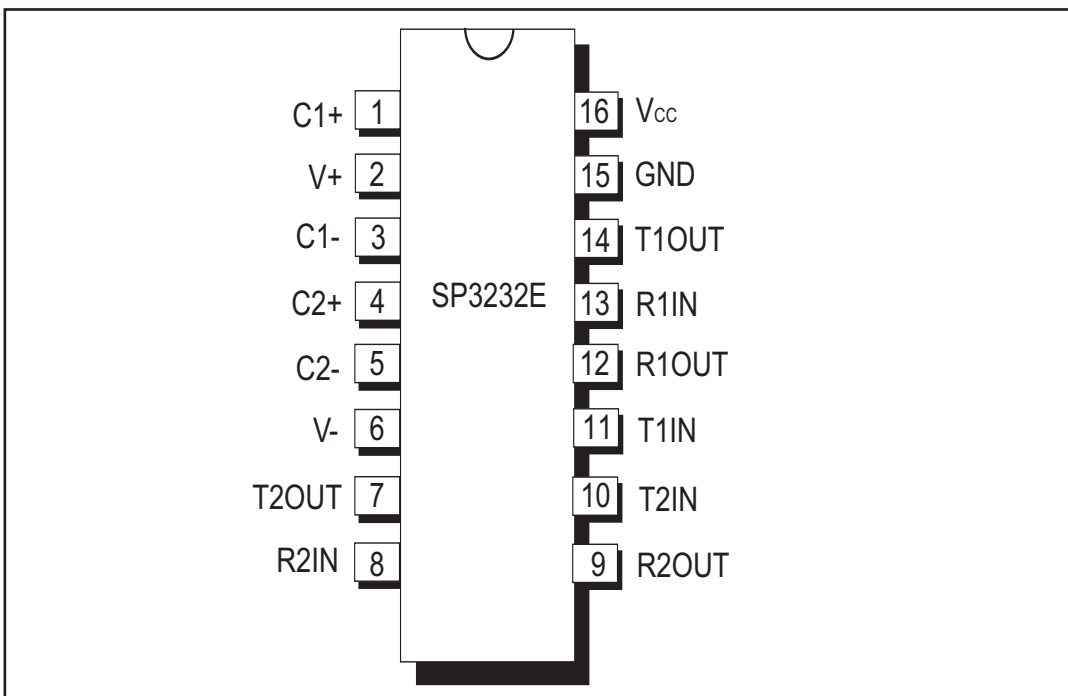 C1+ 1 16 Vcc
V+ 2 15 GND
C1- 3 14 T1OUT
C2+ 4 SP3232E 13 R1IN
C2- 5 12 R1OUT
V- 6 11 T1IN
T2OUT 7 10 T2IN
R2IN 8 9 R2OUT